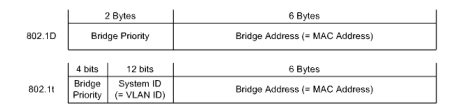 2 Bytes 6 Bytes
802.1D Bridge Priority Bridge Address (= MAC Address)
4 bits 12 bits 6 Bytes
802.1t Bridge Priority System ID (= VLAN ID) Bridge Address (= MAC Address)